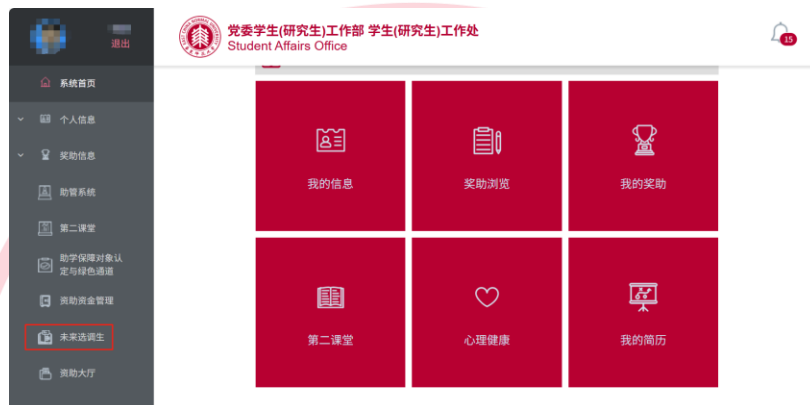 退出
党委学生(研究生)工作部 学生(研究生)工作处
Student Affairs Office
15
系统首页
个人信息
奖助信息
助管系统
第二课堂
助学保障对象认
定与绿色通道
资助资金管理
未来选调生
资助大厅
我的信息
奖助浏览
我的奖助
第二课堂
心理健康
我的简历